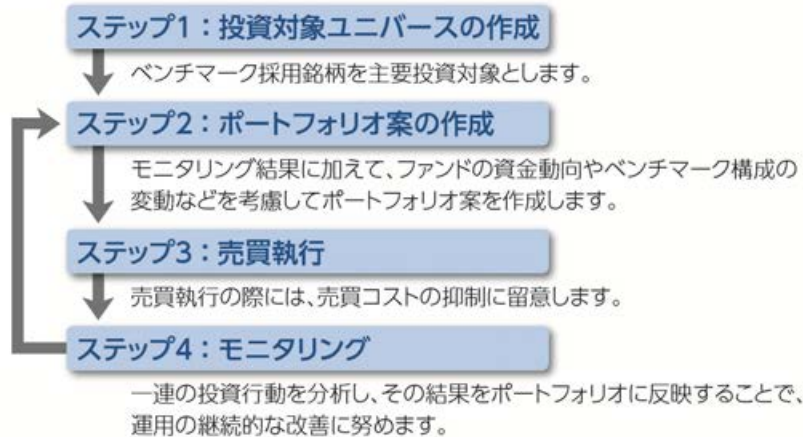 ステップ1：投資対象ユニバースの作成
ベンチマーク採用銘柄を主要投資対象とします。
ステップ2：ポートフォリオ案の作成
モニタリング結果に加えて、ファンドの資金動向やベンチマーク構成の
変動などを考慮してポートフォリオ案を作成します。
ステップ3：売買執行
売買執行の際には、売買コストの抑制に留意します。
ステップ4：モニタリング
一連の投資行動を分析し、その結果をポートフォリオに反映することで、
運用の継続的な改善に努めます。